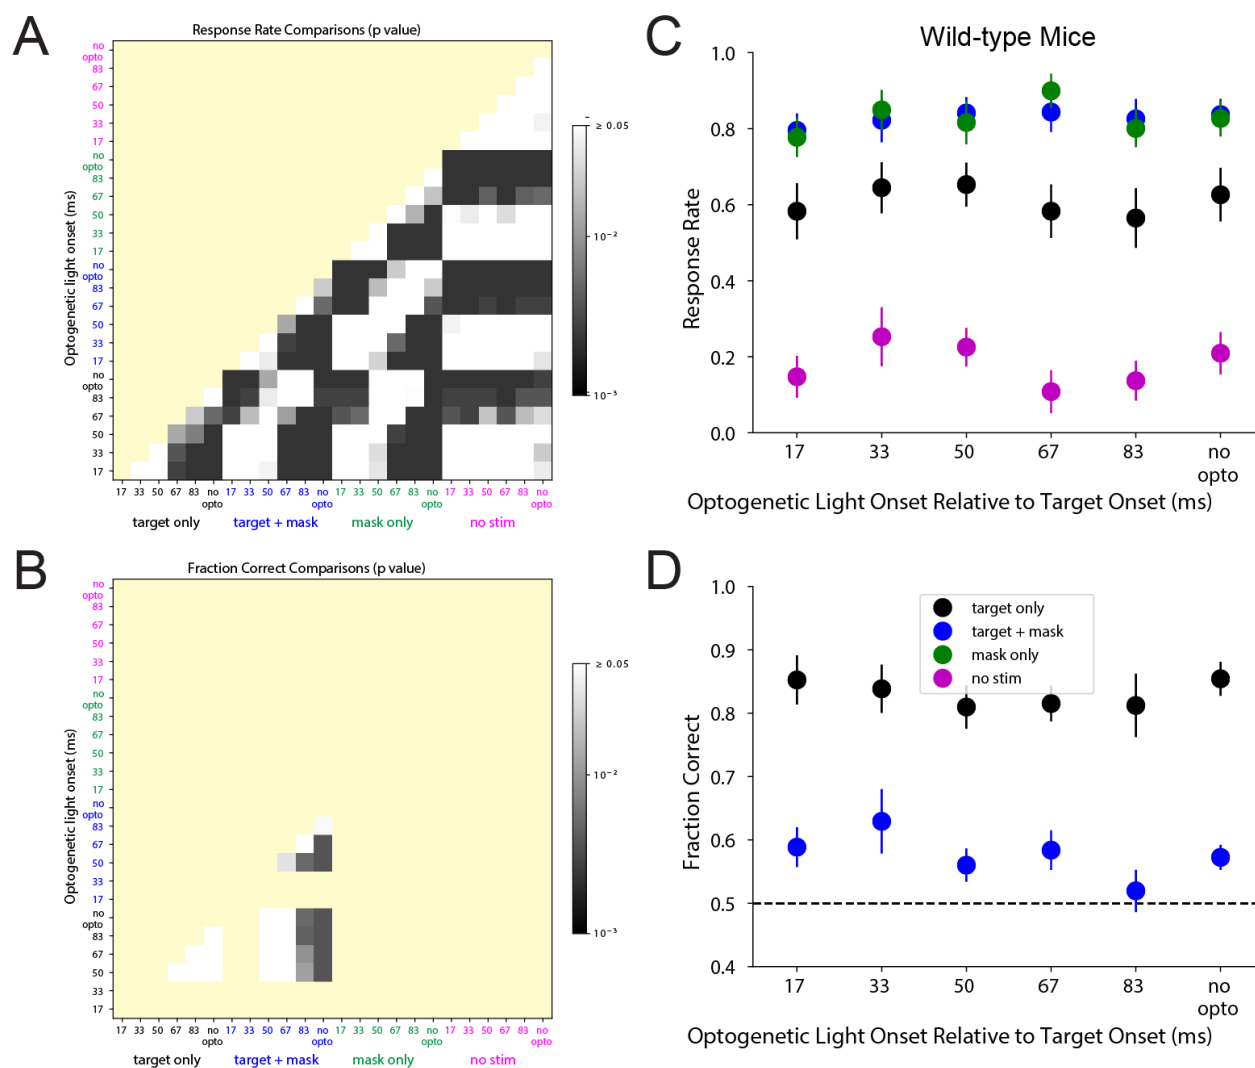 A
Response Rate Comparisons (p value)
Optogenetic light onset (ms)
no
opto
83
67
50
33
17
no
opto
83
67
50
33
17
no
opto
83
67
50
33
17
no
opto
83
67
50
33
17
17 33 50 67 83 no opto 17 33 50 67 83 no opto 17 33 50 67 83 no opto 17 33 50 67 83 no opto
target only target + mask mask only no stim
≥ 0.05
10⁻²
10⁻³
B
Fraction Correct Comparisons (p value)
Optogenetic light onset (ms)
no
opto
83
67
50
33
17
no
opto
83
67
50
33
17
no
opto
83
67
50
33
17
no
opto
83
67
50
33
17
17 33 50 67 83 no opto 17 33 50 67 83 no opto 17 33 50 67 83 no opto 17 33 50 67 83 no opto
target only target + mask mask only no stim
≥ 0.05
10⁻²
10⁻³
C
Wild-type Mice
Response Rate
1.0
0.8
0.6
0.4
0.2
0.0
17 33 50 67 83 no
opto
Optogenetic Light Onset Relative to Target Onset (ms)
D
Fraction Correct
1.0
0.9
0.8
0.7
0.6
0.5
0.4
target only
target + mask
mask only
no stim
17 33 50 67 83 no
opto
Optogenetic Light Onset Relative to Target Onset (ms)